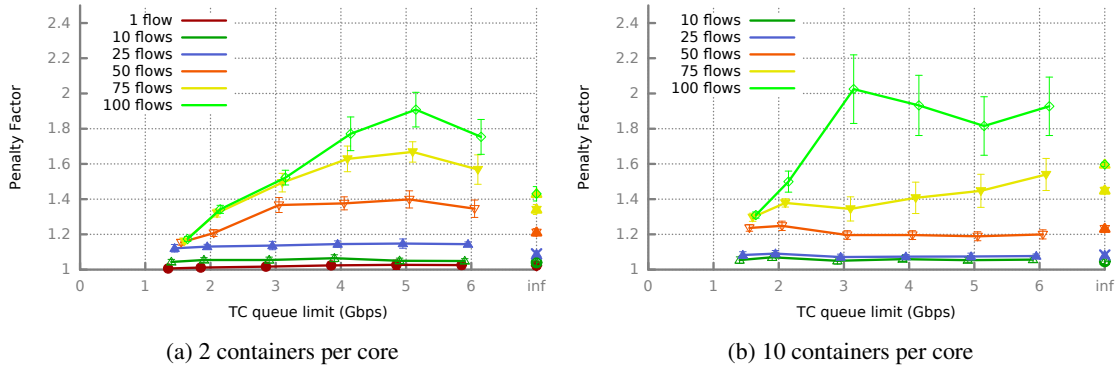 2.4
2.2
2
1.8
1.6
1.4
1.2
1
Penalty Factor
1 flow
10 flows
25 flows
50 flows
75 flows
100 flows
0 1 2 3 4 5 6 inf
TC queue limit (Gbps)
(a) 2 containers per core
2.4
2.2
2
1.8
1.6
1.4
1.2
1
Penalty Factor
10 flows
25 flows
50 flows
75 flows
100 flows
0 1 2 3 4 5 6 inf
TC queue limit (Gbps)
(b) 10 containers per core